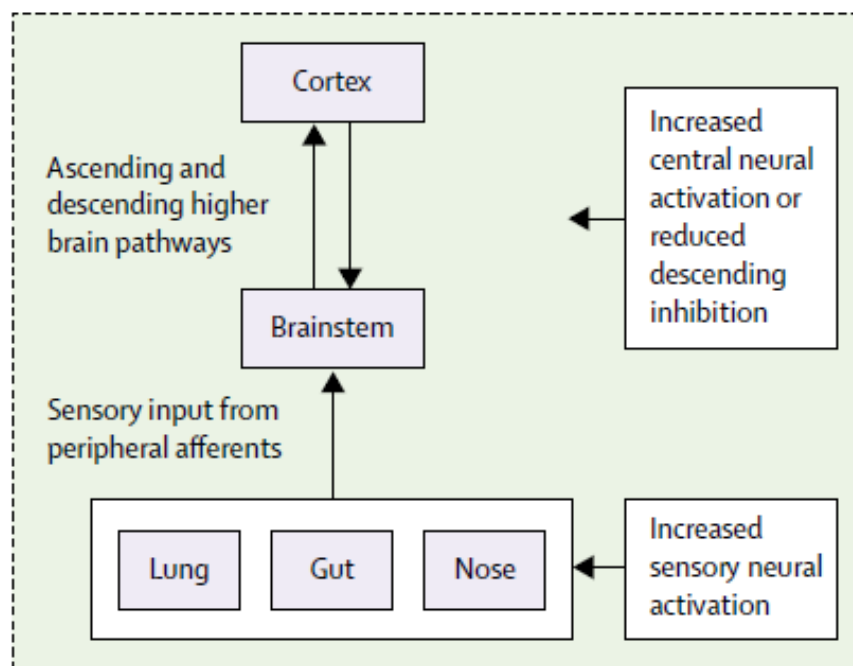 Cortex
Increased
central neural
activation or
reduced
descending
inhibition
Ascending and
descending higher
brain pathways
Brainstem
Sensory input from
peripheral afferents
Lung
Gut
Nose
Increased
sensory neural
activation